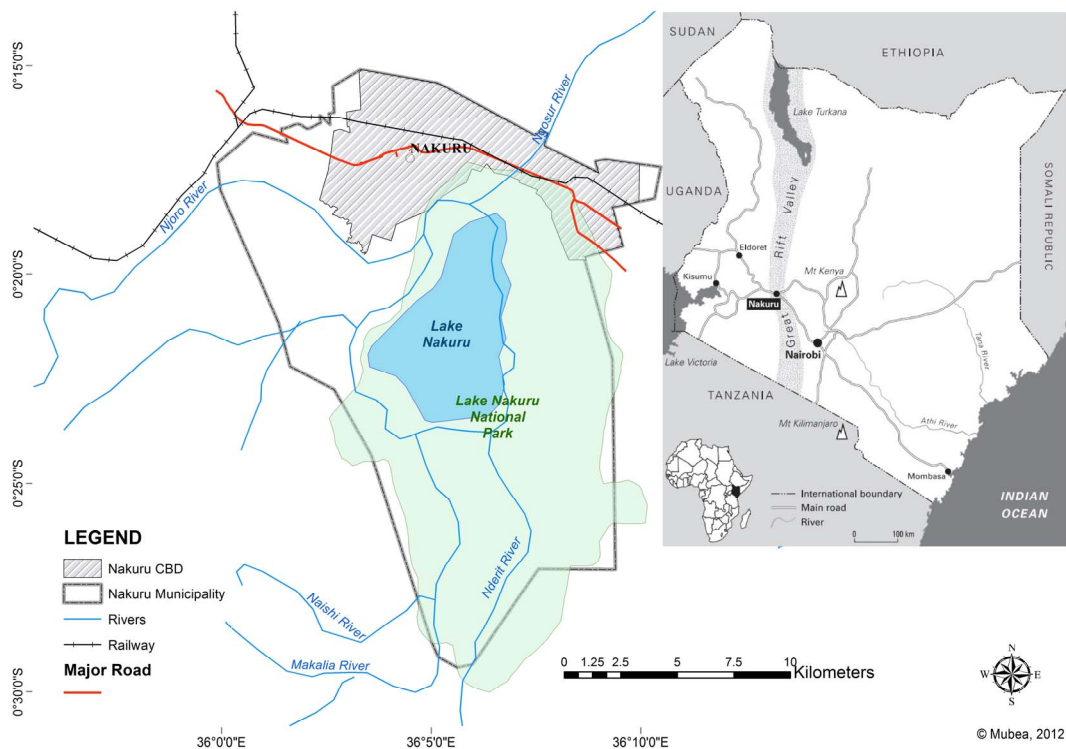 0°15'0"S
0°20'0"S
0°25'0"S
0°30'0"S
36°0'0"E
36°5'0"E
36°10'0"E
Ngosur River
NAKURU
Njoro River
Lake
Nakuru
Lake Nakuru
National
Park
Nderit River
Naishi River
Makalia River
LEGEND
Nakuru CBD
Nakuru Municipality
Rivers
Railway
Major Road
0 1.25 2.5 5 7.5 10
Kilometers
N
W E
S
© Mubea, 2012
SUDAN
ETHIOPIA
Lake Turkana
UGANDA
SOMALI REPUBLIC
Great Rift Valley
Eldoret
Kisumu
Mt Kenya
Nakuru
Nairobi
Lake Victoria
Tana River
TANZANIA
Mt Kilimanjaro
Athi River
Mombasa
INDIAN
OCEAN
International boundary
Main road
River
0 100 km